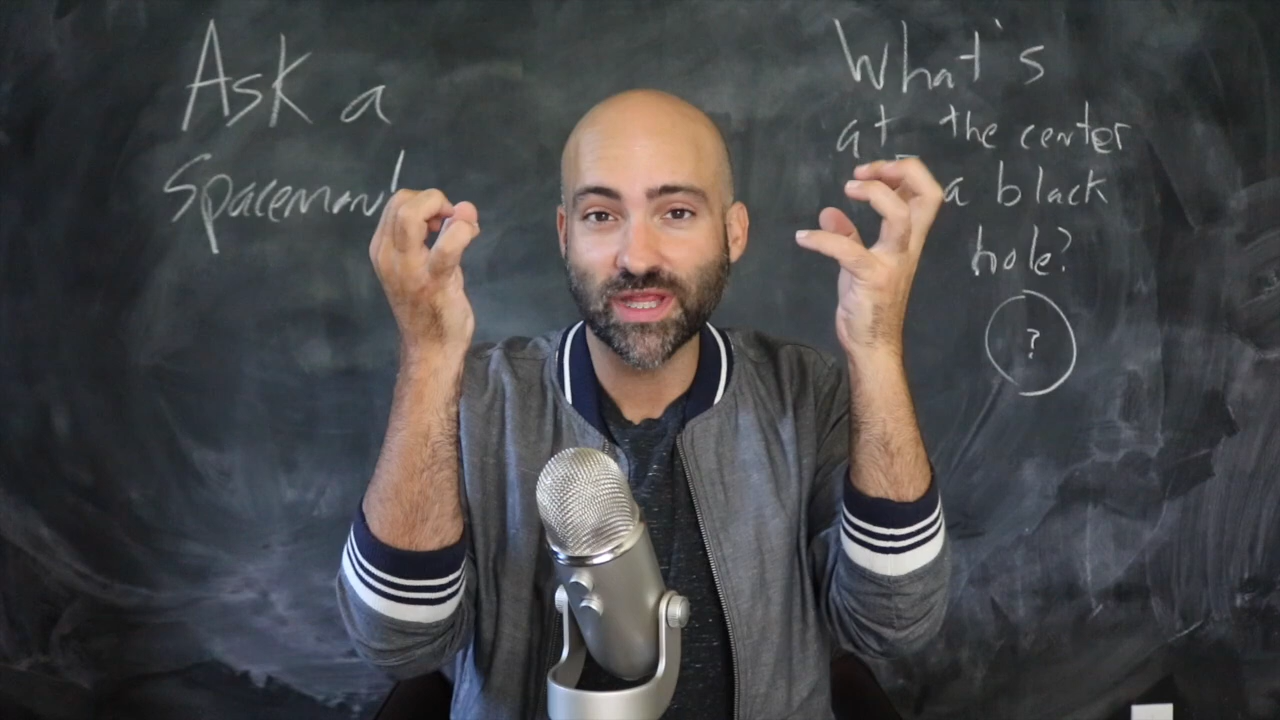 Ask a
Spaceman!
What's
at the center
a black
hole?
?